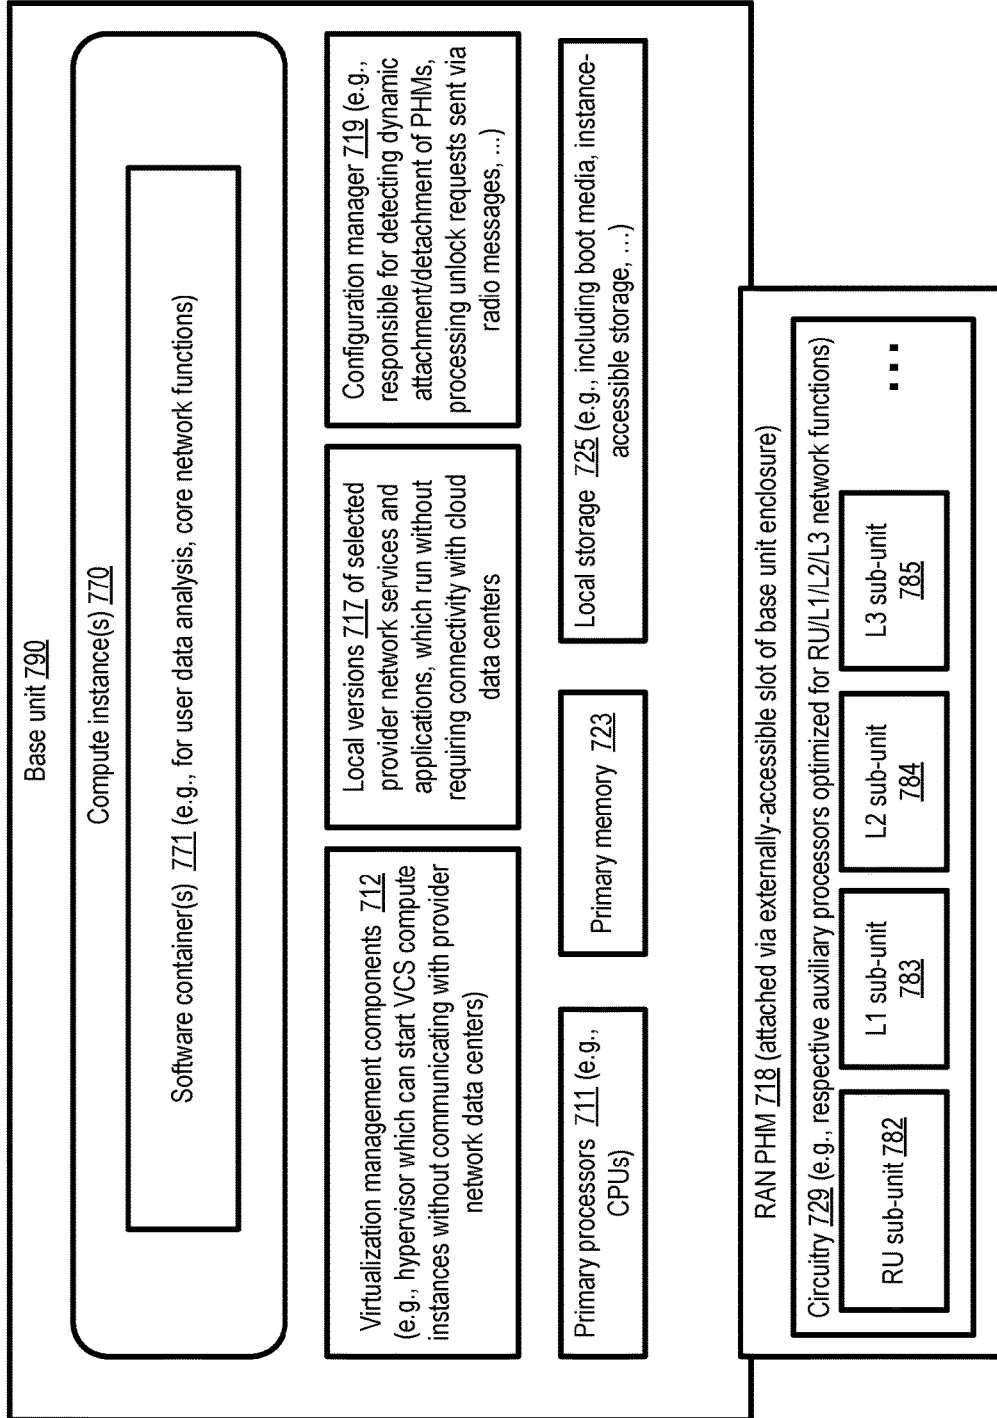 Base unit 790
Compute instance(s) 770
Software container(s) 771 (e.g., for user data analysis, core network functions)
Virtualization management components 712
(e.g., hypervisor which can start VCS compute
instances without communicating with provider
network data centers)
Local versions 717 of selected
provider network services and
applications, which run without
requiring connectivity with cloud
data centers
Configuration manager 719 (e.g.,
responsible for detecting dynamic
attachment/detachment of PHMs,
processing unlock requests sent via
radio messages, ...)
Primary processors 711 (e.g.,
CPUs)
Primary memory 723
Local storage 725 (e.g., including boot media, instance-
accessible storage, ...)
RAN PHM 718 (attached via externally-accessible slot of base unit enclosure)
Circuitry 729 (e.g., respective auxiliary processors optimized for RU/L1/L2/L3 network functions)
RU sub-unit 782
L1 sub-unit
783
L2 sub-unit
784
L3 sub-unit
785
...